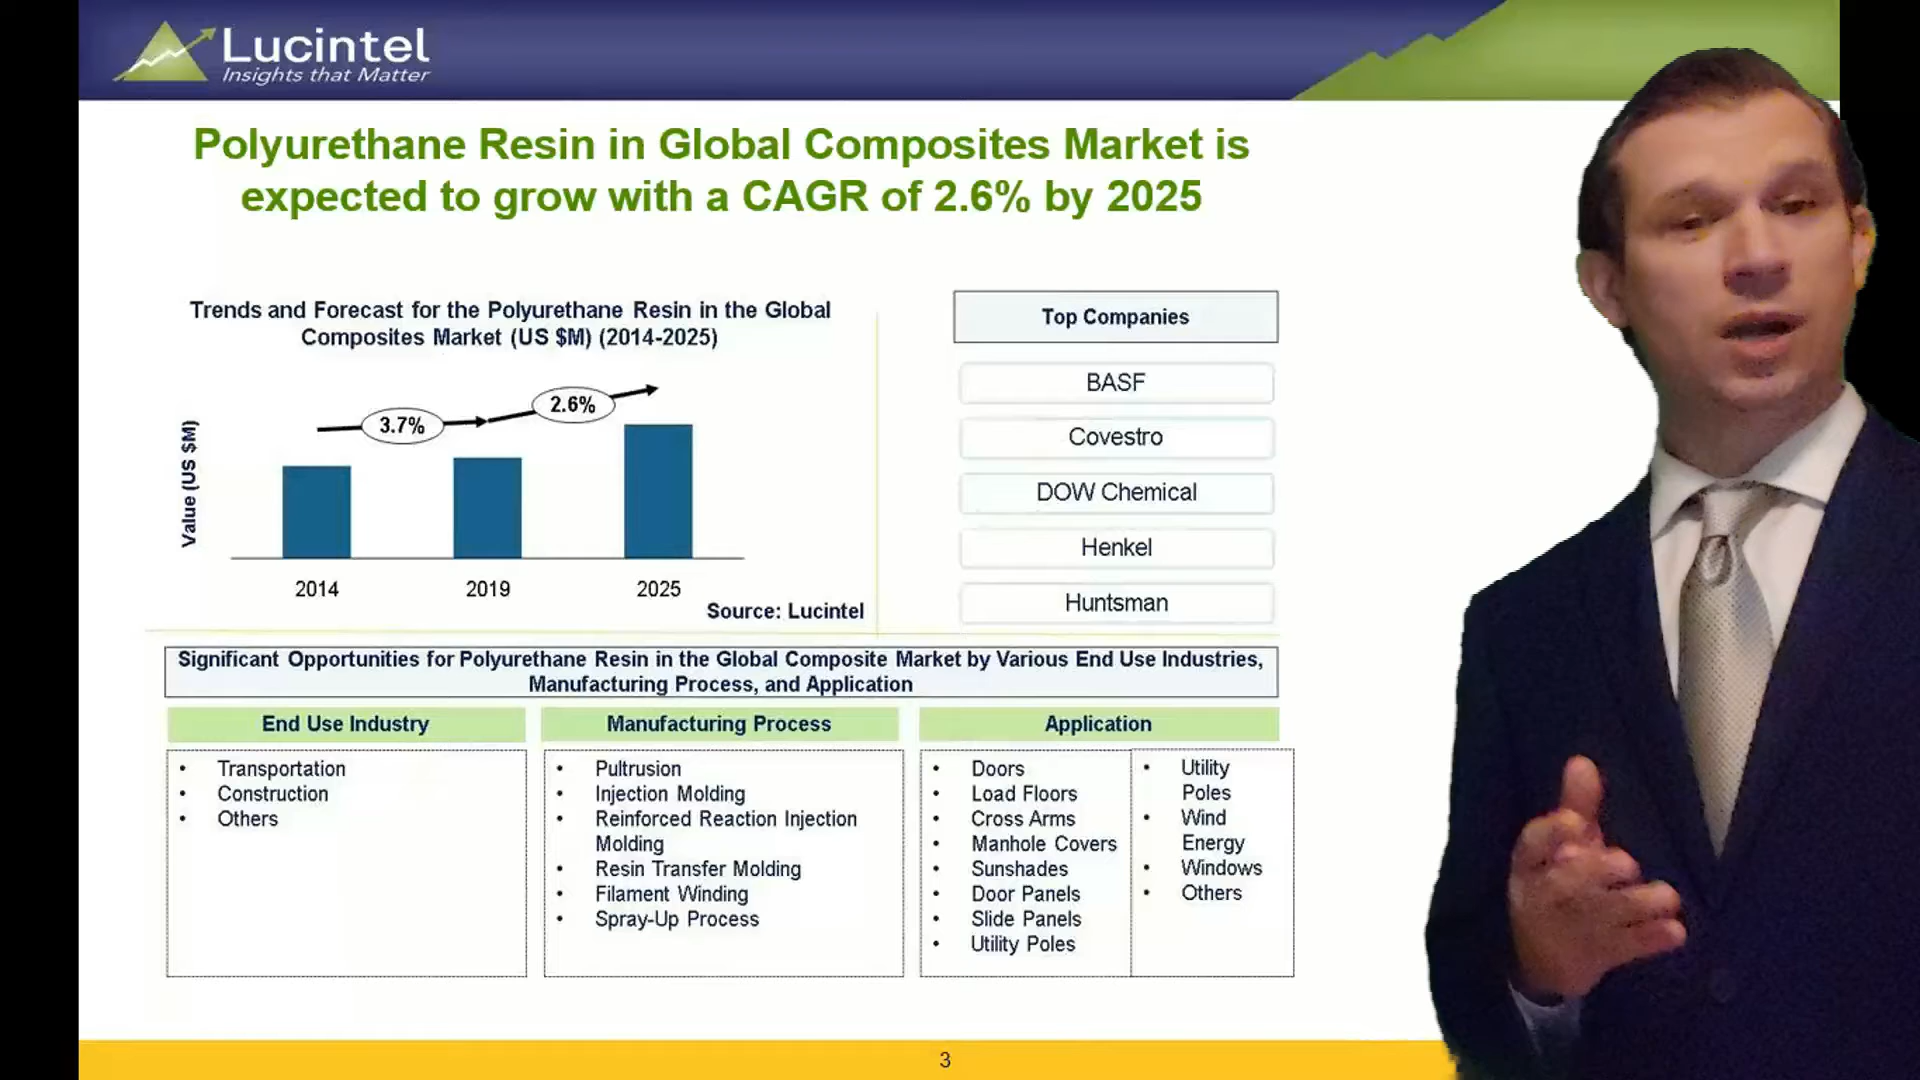 Lucintel
Insights that Matter
Polyurethane Resin in Global Composites Market is
expected to grow with a CAGR of 2.6% by 2025
Trends and Forecast for the Polyurethane Resin in the Global
Composites Market (US $M) (2014-2025)
Value (US $M)
3.7%
2.6%
2014
2019
2025
Source: Lucintel
Top Companies
BASF
Covestro
DOW Chemical
Henkel
Huntsman
Significant Opportunities for Polyurethane Resin in the Global Composite Market by Various End Use Industries,
Manufacturing Process, and Application
End Use Industry
• Transportation
• Construction
• Others
Manufacturing Process
• Pultrusion
• Injection Molding
• Reinforced Reaction Injection
Molding
• Resin Transfer Molding
• Filament Winding
• Spray-Up Process
Application
• Doors
• Load Floors
• Cross Arms
• Manhole Covers
• Sunshades
• Door Panels
• Slide Panels
• Utility Poles
• Utility
Poles
• Wind
Energy
• Windows
• Others
3